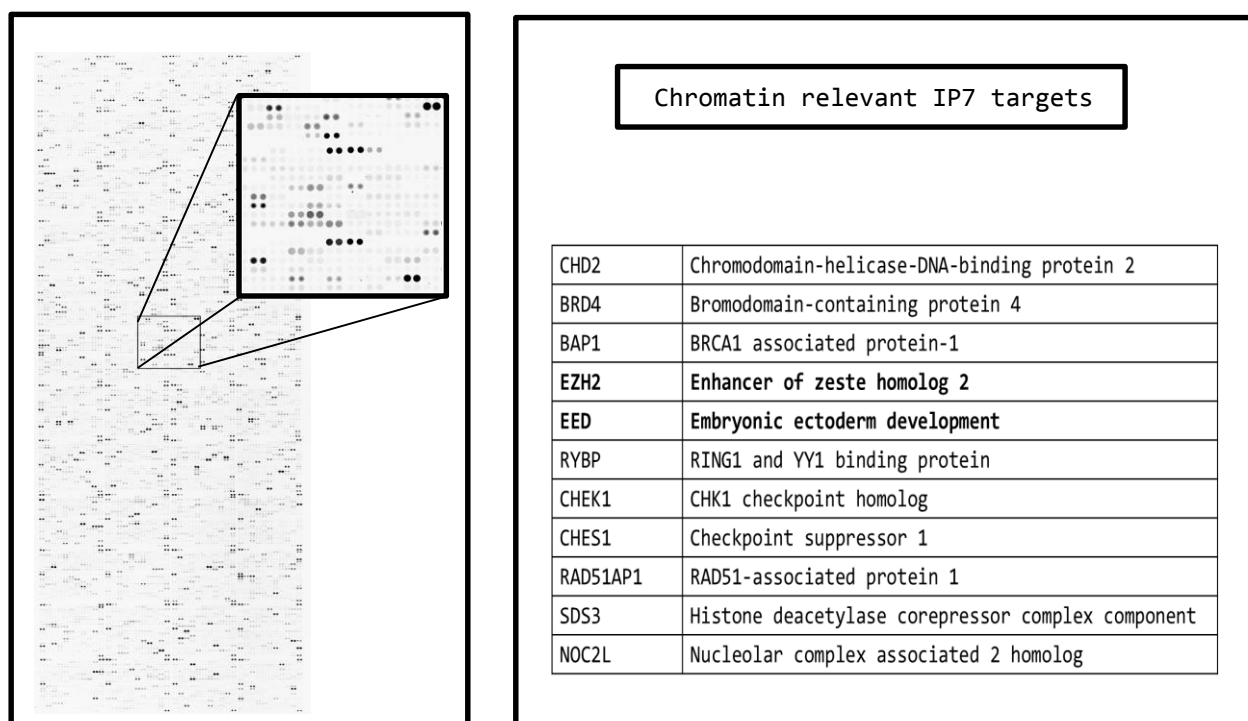 Chromatin relevant IP7 targets
CHD2 Chromodomain-helicase-DNA-binding protein 2
BRD4 Bromodomain-containing protein 4
BAP1 BRCA1 associated protein-1
EZH2 Enhancer of zeste homolog 2
EED Embryonic ectoderm development
RYBP RING1 and YY1 binding protein
CHEK1 CHK1 checkpoint homolog
CHES1 Checkpoint suppressor 1
RAD51AP1 RAD51-associated protein 1
SDS3 Histone deacetylase corepressor complex component
NOC2L Nucleolar complex associated 2 homolog